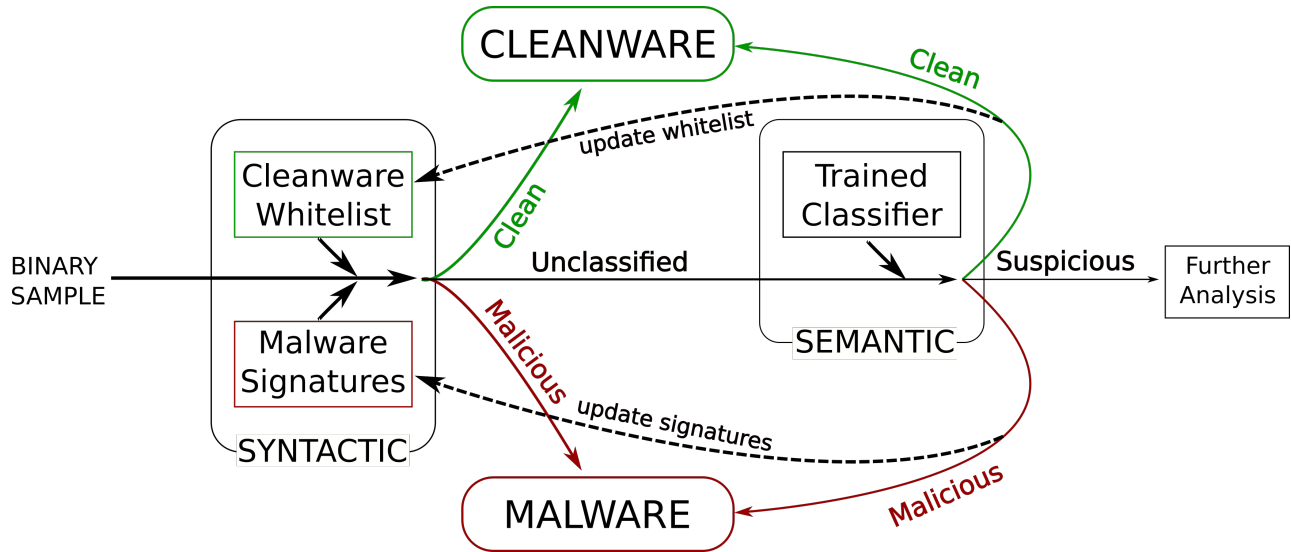 CLEANWARE
Clean
update whitelist
Cleanware
Whitelist
Trained
Classifier
Clean
BINARY
SAMPLE
Unclassified
Suspicious
Further
Analysis
Malware
Signatures
Malicious
SEMANTIC
update signatures
SYNTACTIC
Malicious
MALWARE